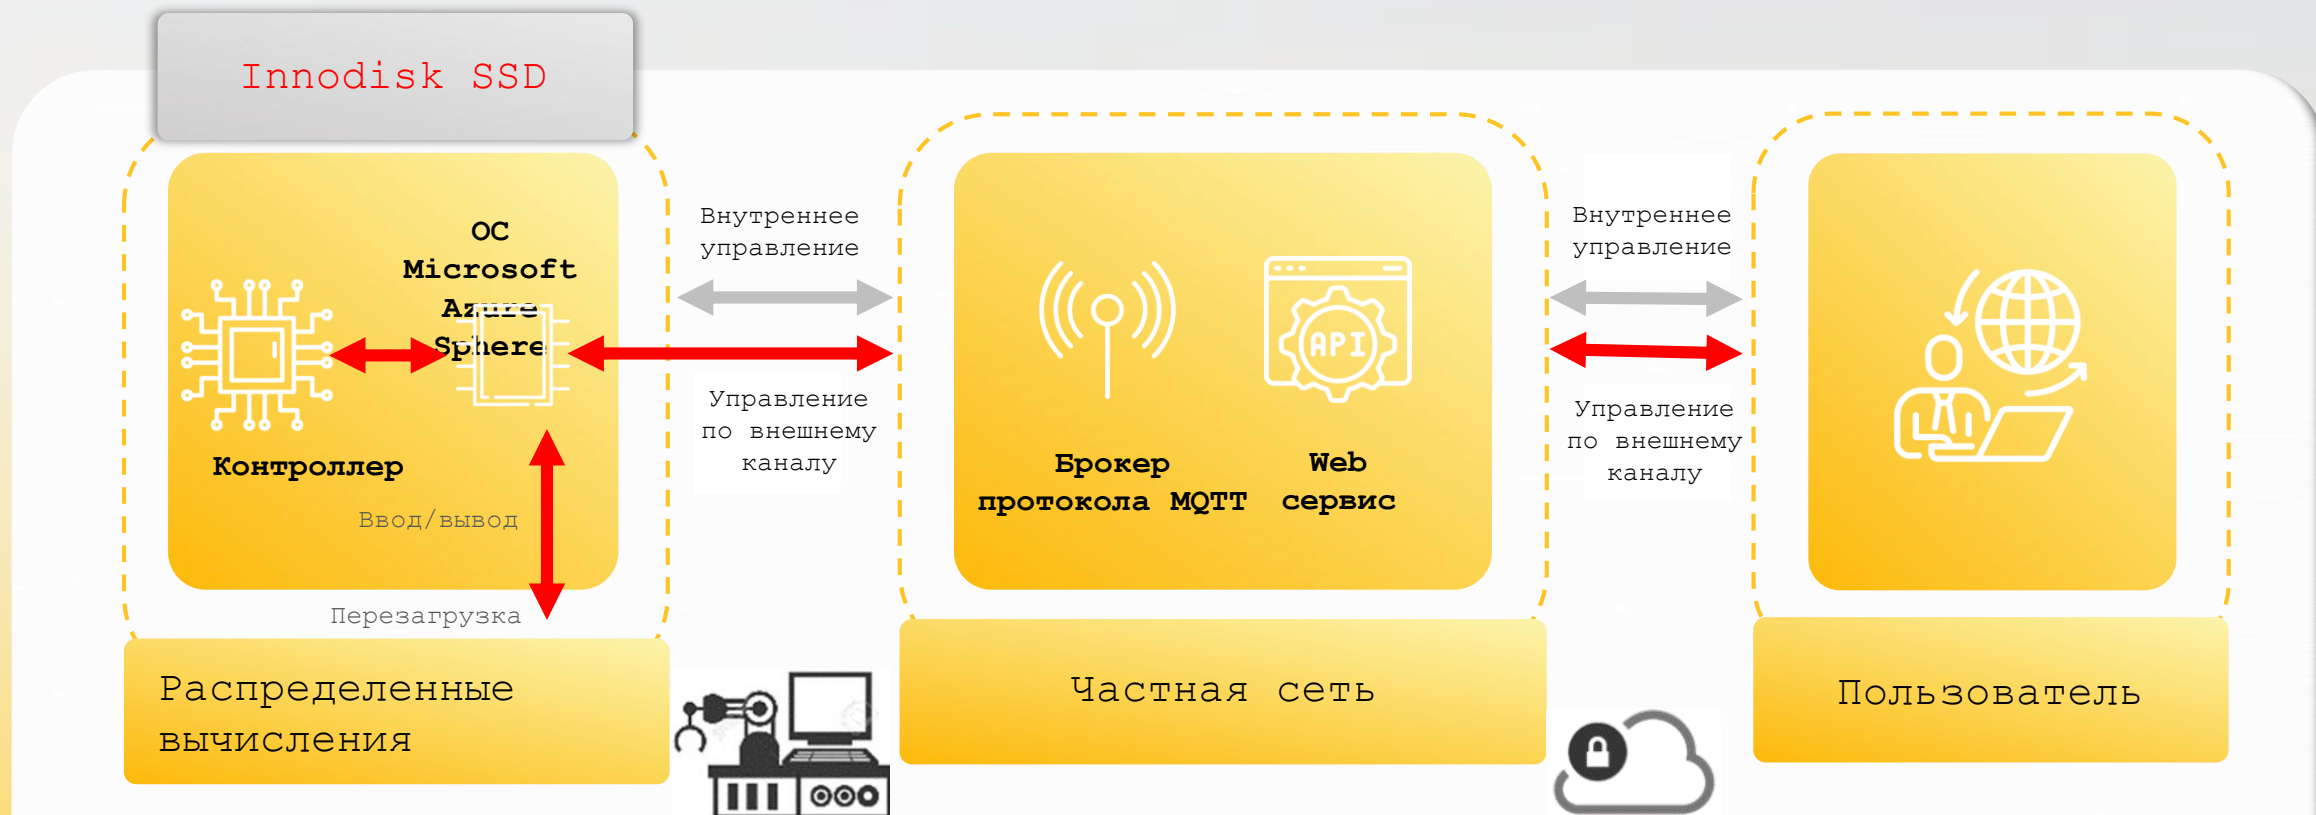 Innodisk SSD
ОС
Microsoft
Azure
Sphere
Контроллер
Ввод/вывод
Перезагрузка
Распределенные
вычисления
Внутреннее
управление
Управление
по внешнему
каналу
API
Брокер
протокола MQTT
Web
сервис
Частная сеть
Внутреннее
управление
Управление
по внешнему
каналу
Пользователь